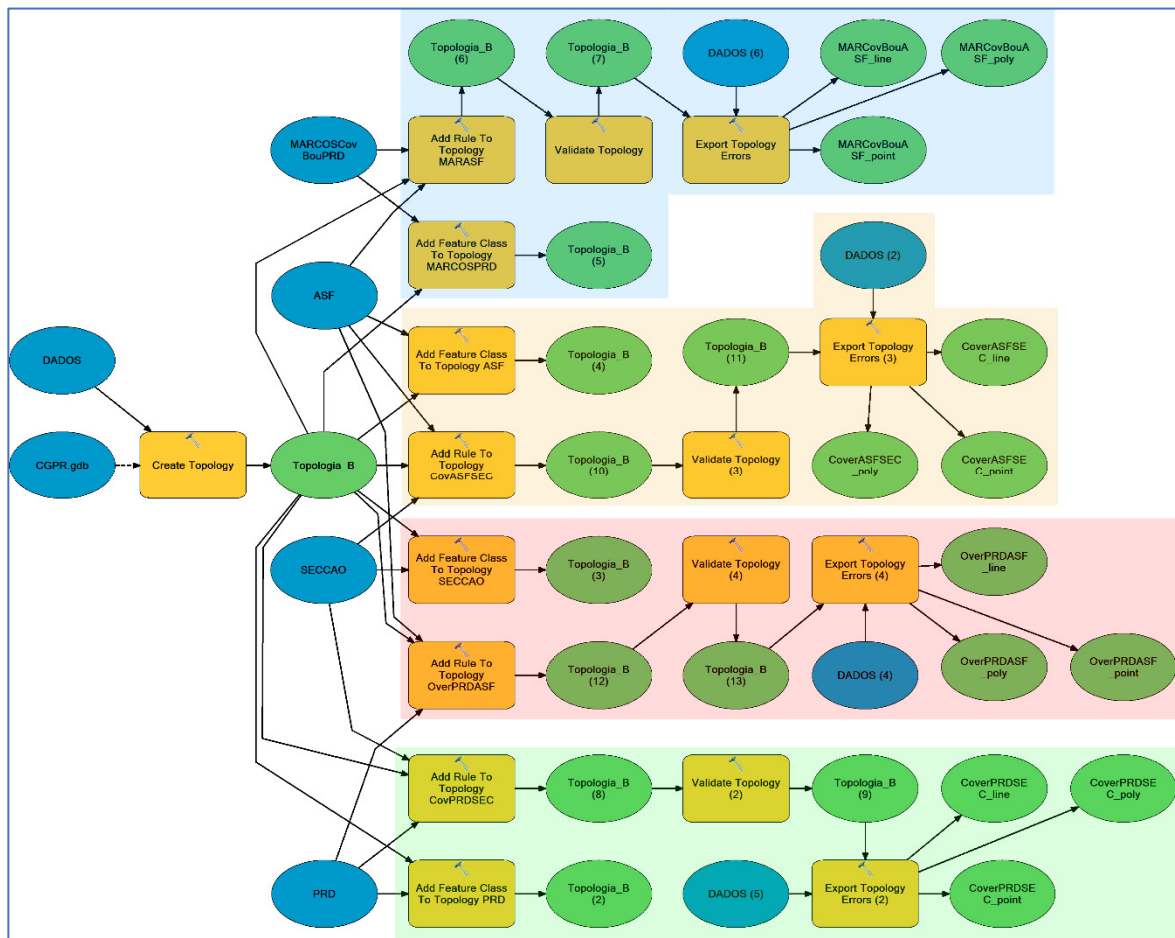 Topologia_B
(6)
Topologia_B
(7)
DADOS (6)
MARCovBouA
SF_line
MARCovBouA
SF_poly
MARCOSCov
BouPRD
Add Rule To
Topology
MARASF
Validate Topology
Export Topology
Errors
MARCovBouA
SF_point
Add Feature Class
To Topology
MARCOSPRD
Topologia_B
(5)
DADOS (2)
ASF
DADOS
Add Feature Class
To Topology ASF
Topologia_B
(4)
Topologia_B
(11)
Export Topology
Errors (3)
CoverASFSE
C_line
CGPR.gdb
Create Topology
Topologia_B
Add Rule To
Topology
CovASFSEC
Topologia_B
(10)
Validate Topology
(3)
CoverASFSEC
_poly
CoverASFSE
C_point
SECCAO
Add Feature Class
To Topology
SECCAO
Topologia_B
(3)
Validate Topology
(4)
Export Topology
Errors (4)
OverPRDASF
_line
Add Rule To
Topology
OverPRDASF
Topologia_B
(12)
Topologia_B
(13)
DADOS (4)
OverPRDASF
_poly
OverPRDASF
_point
Add Rule To
Topology
CovPRDSEC
Topologia_B
(8)
Validate Topology
(2)
Topologia_B
(9)
CoverPRDSE
C_line
CoverPRDSE
C_poly
PRD
Add Feature Class
To Topology PRD
Topologia_B
(2)
DADOS (5)
Export Topology
Errors (2)
CoverPRDSE
C_point